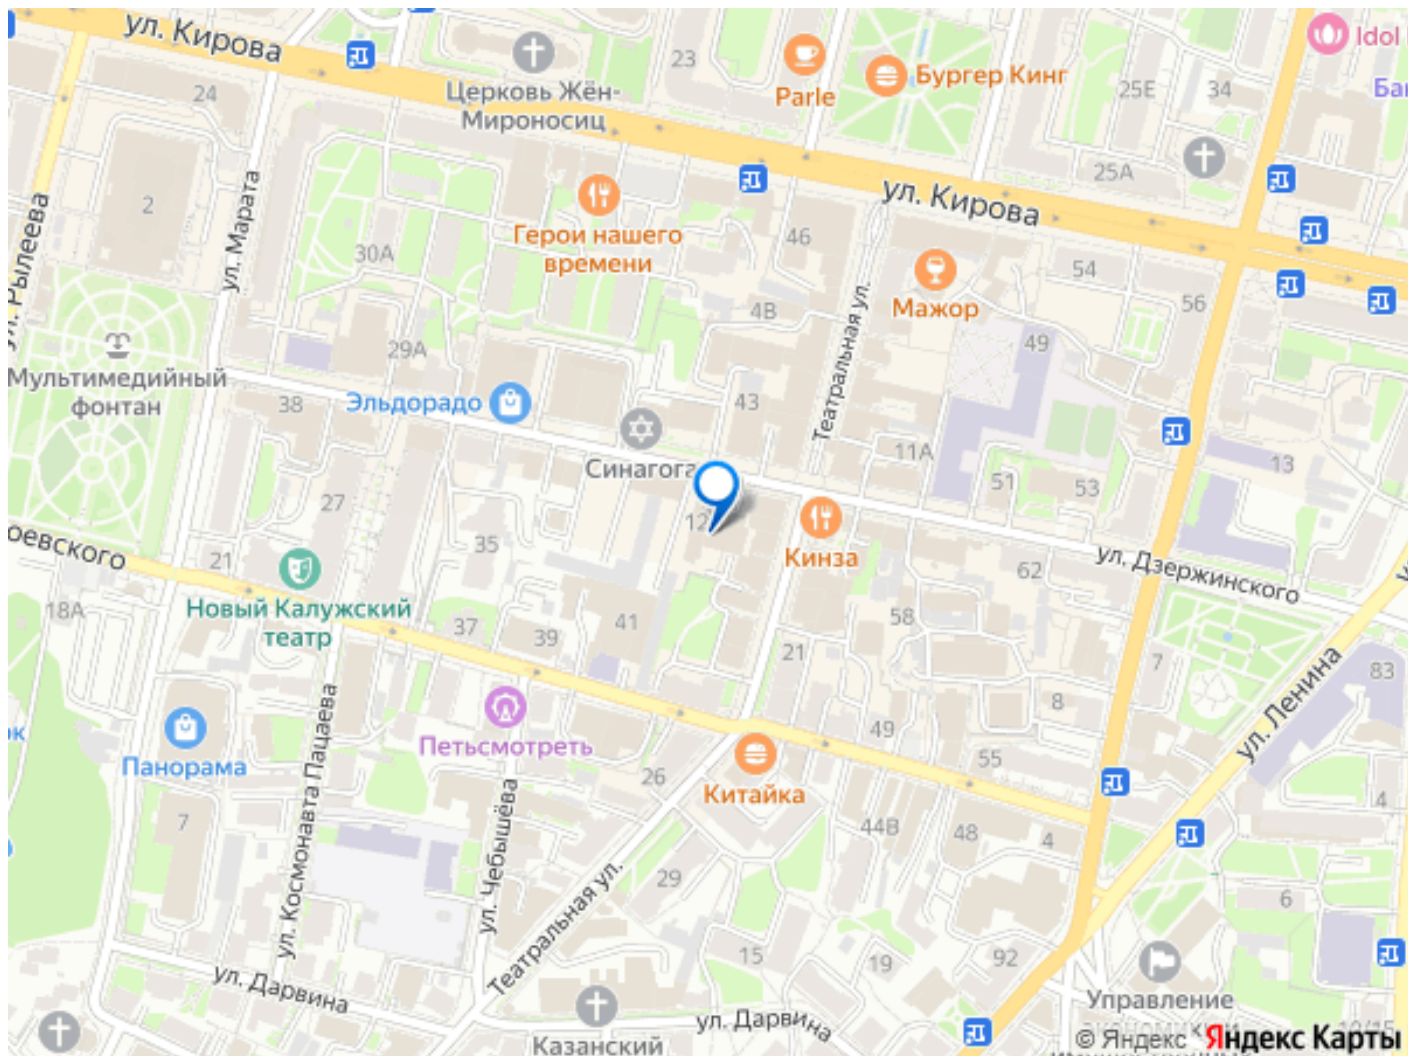 ул. Кирова
23
Parle
Бургер Кинг
Idol
24
Церковь Жён-
Мироносиц
25Е
34
25А
2
ул. Марата
ул. Рылеева
30А
Герои нашего
времени
46
ул. Кирова
54
Мажор
56
4В
Театральная ул.
49
29А
Мультимедийный
фонтан
38
Эльдорадо
43
Синагога
11А
13
51
53
27
12
Кинза
35
21
62
ул. Дзержинского
оевского
18А
Новый Калужский
театр
37
39
41
58
21
7
83
ул. Ленина
8
Панорама
ул. Космонавта Пацаева
Петьсмотреть
49
55
26
Китайка
4
7
ул. Чебышёва
44В
48
4
29
Театральная ул.
6
15
19
92
ул. Дарвина
Управление
ул. Дарвина
Казанский
© Яндекс Яндекс Карты